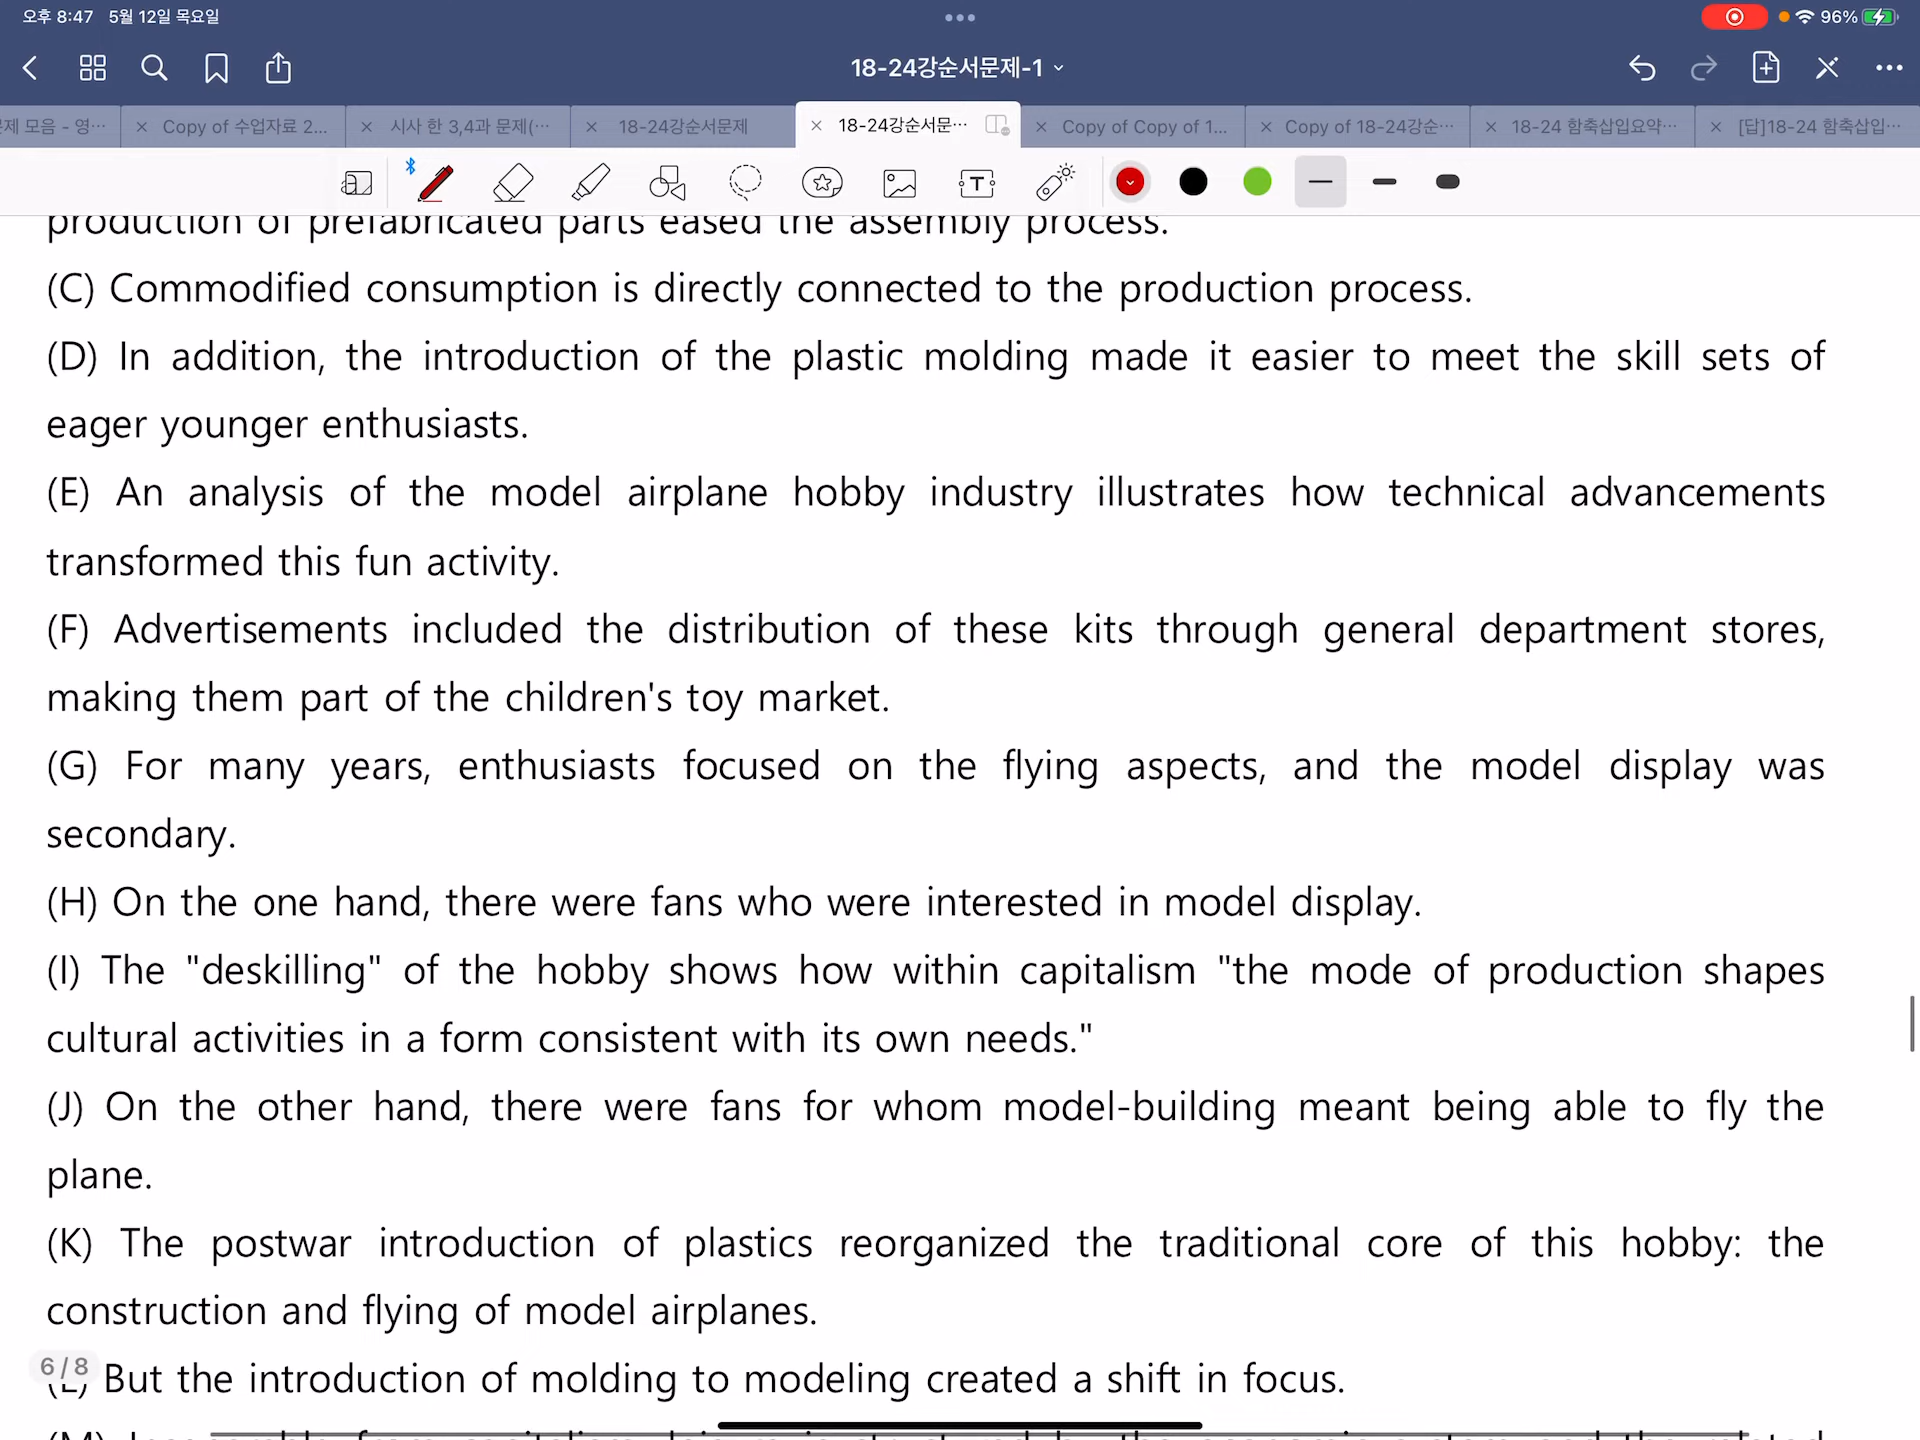 오후 8:47 5월 12일 목요일
96%
18-24강순서문제-1
제 모음 - 영…
Copy of 수업자료 2...
시사 한 3,4과 문제(…
18-24강순서문제
18-24강순서문…
Copy of Copy of 1...
Copy of 18-24강순…
18-24 함축삽입요약…
[답]18-24 함축삽입…
production of prefabricated parts eased the assembly process.
(C) Commodified consumption is directly connected to the production process.
(D) In addition, the introduction of the plastic molding made it easier to meet the skill sets of
eager younger enthusiasts.
(E) An analysis of the model airplane hobby industry illustrates how technical advancements
transformed this fun activity.
(F) Advertisements included the distribution of these kits through general department stores,
making them part of the children's toy market.
(G) For many years, enthusiasts focused on the flying aspects, and the model display was
secondary.
(H) On the one hand, there were fans who were interested in model display.
(I) The "deskilling" of the hobby shows how within capitalism "the mode of production shapes
cultural activities in a form consistent with its own needs."
(J) On the other hand, there were fans for whom model-building meant being able to fly the
plane.
(K) The postwar introduction of plastics reorganized the traditional core of this hobby: the
construction and flying of model airplanes.
6/8
(L) But the introduction of molding to modeling created a shift in focus.